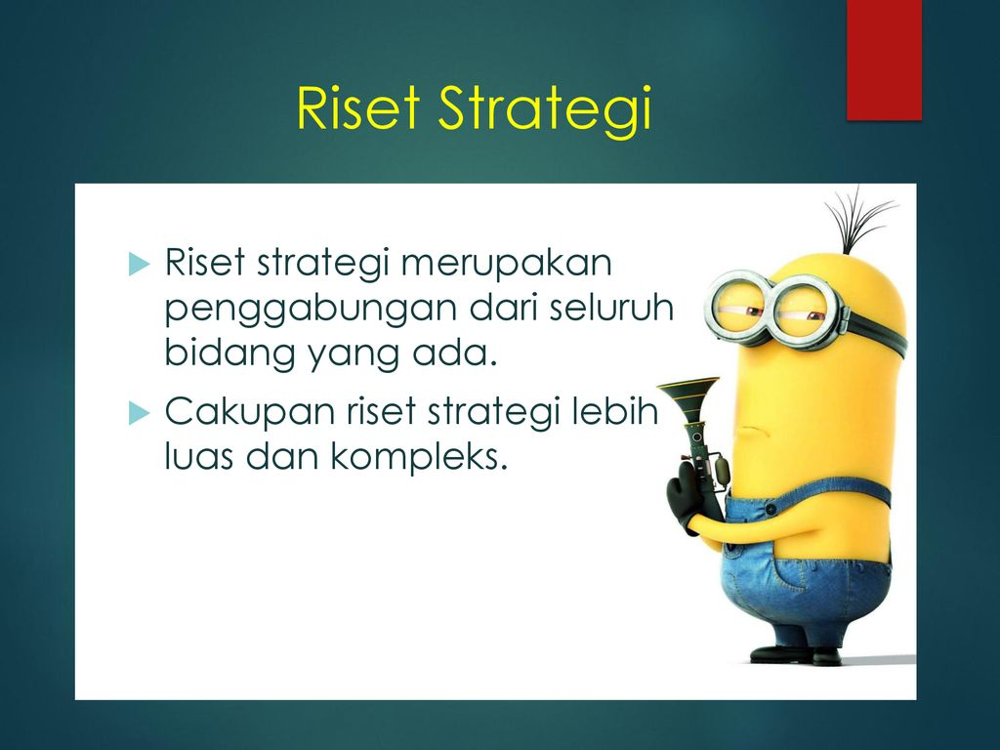 Riset Strategi
Riset strategi merupakan
penggabungan dari seluruh
bidang yang ada.
Cakupan riset strategi lebih
luas dan kompleks.